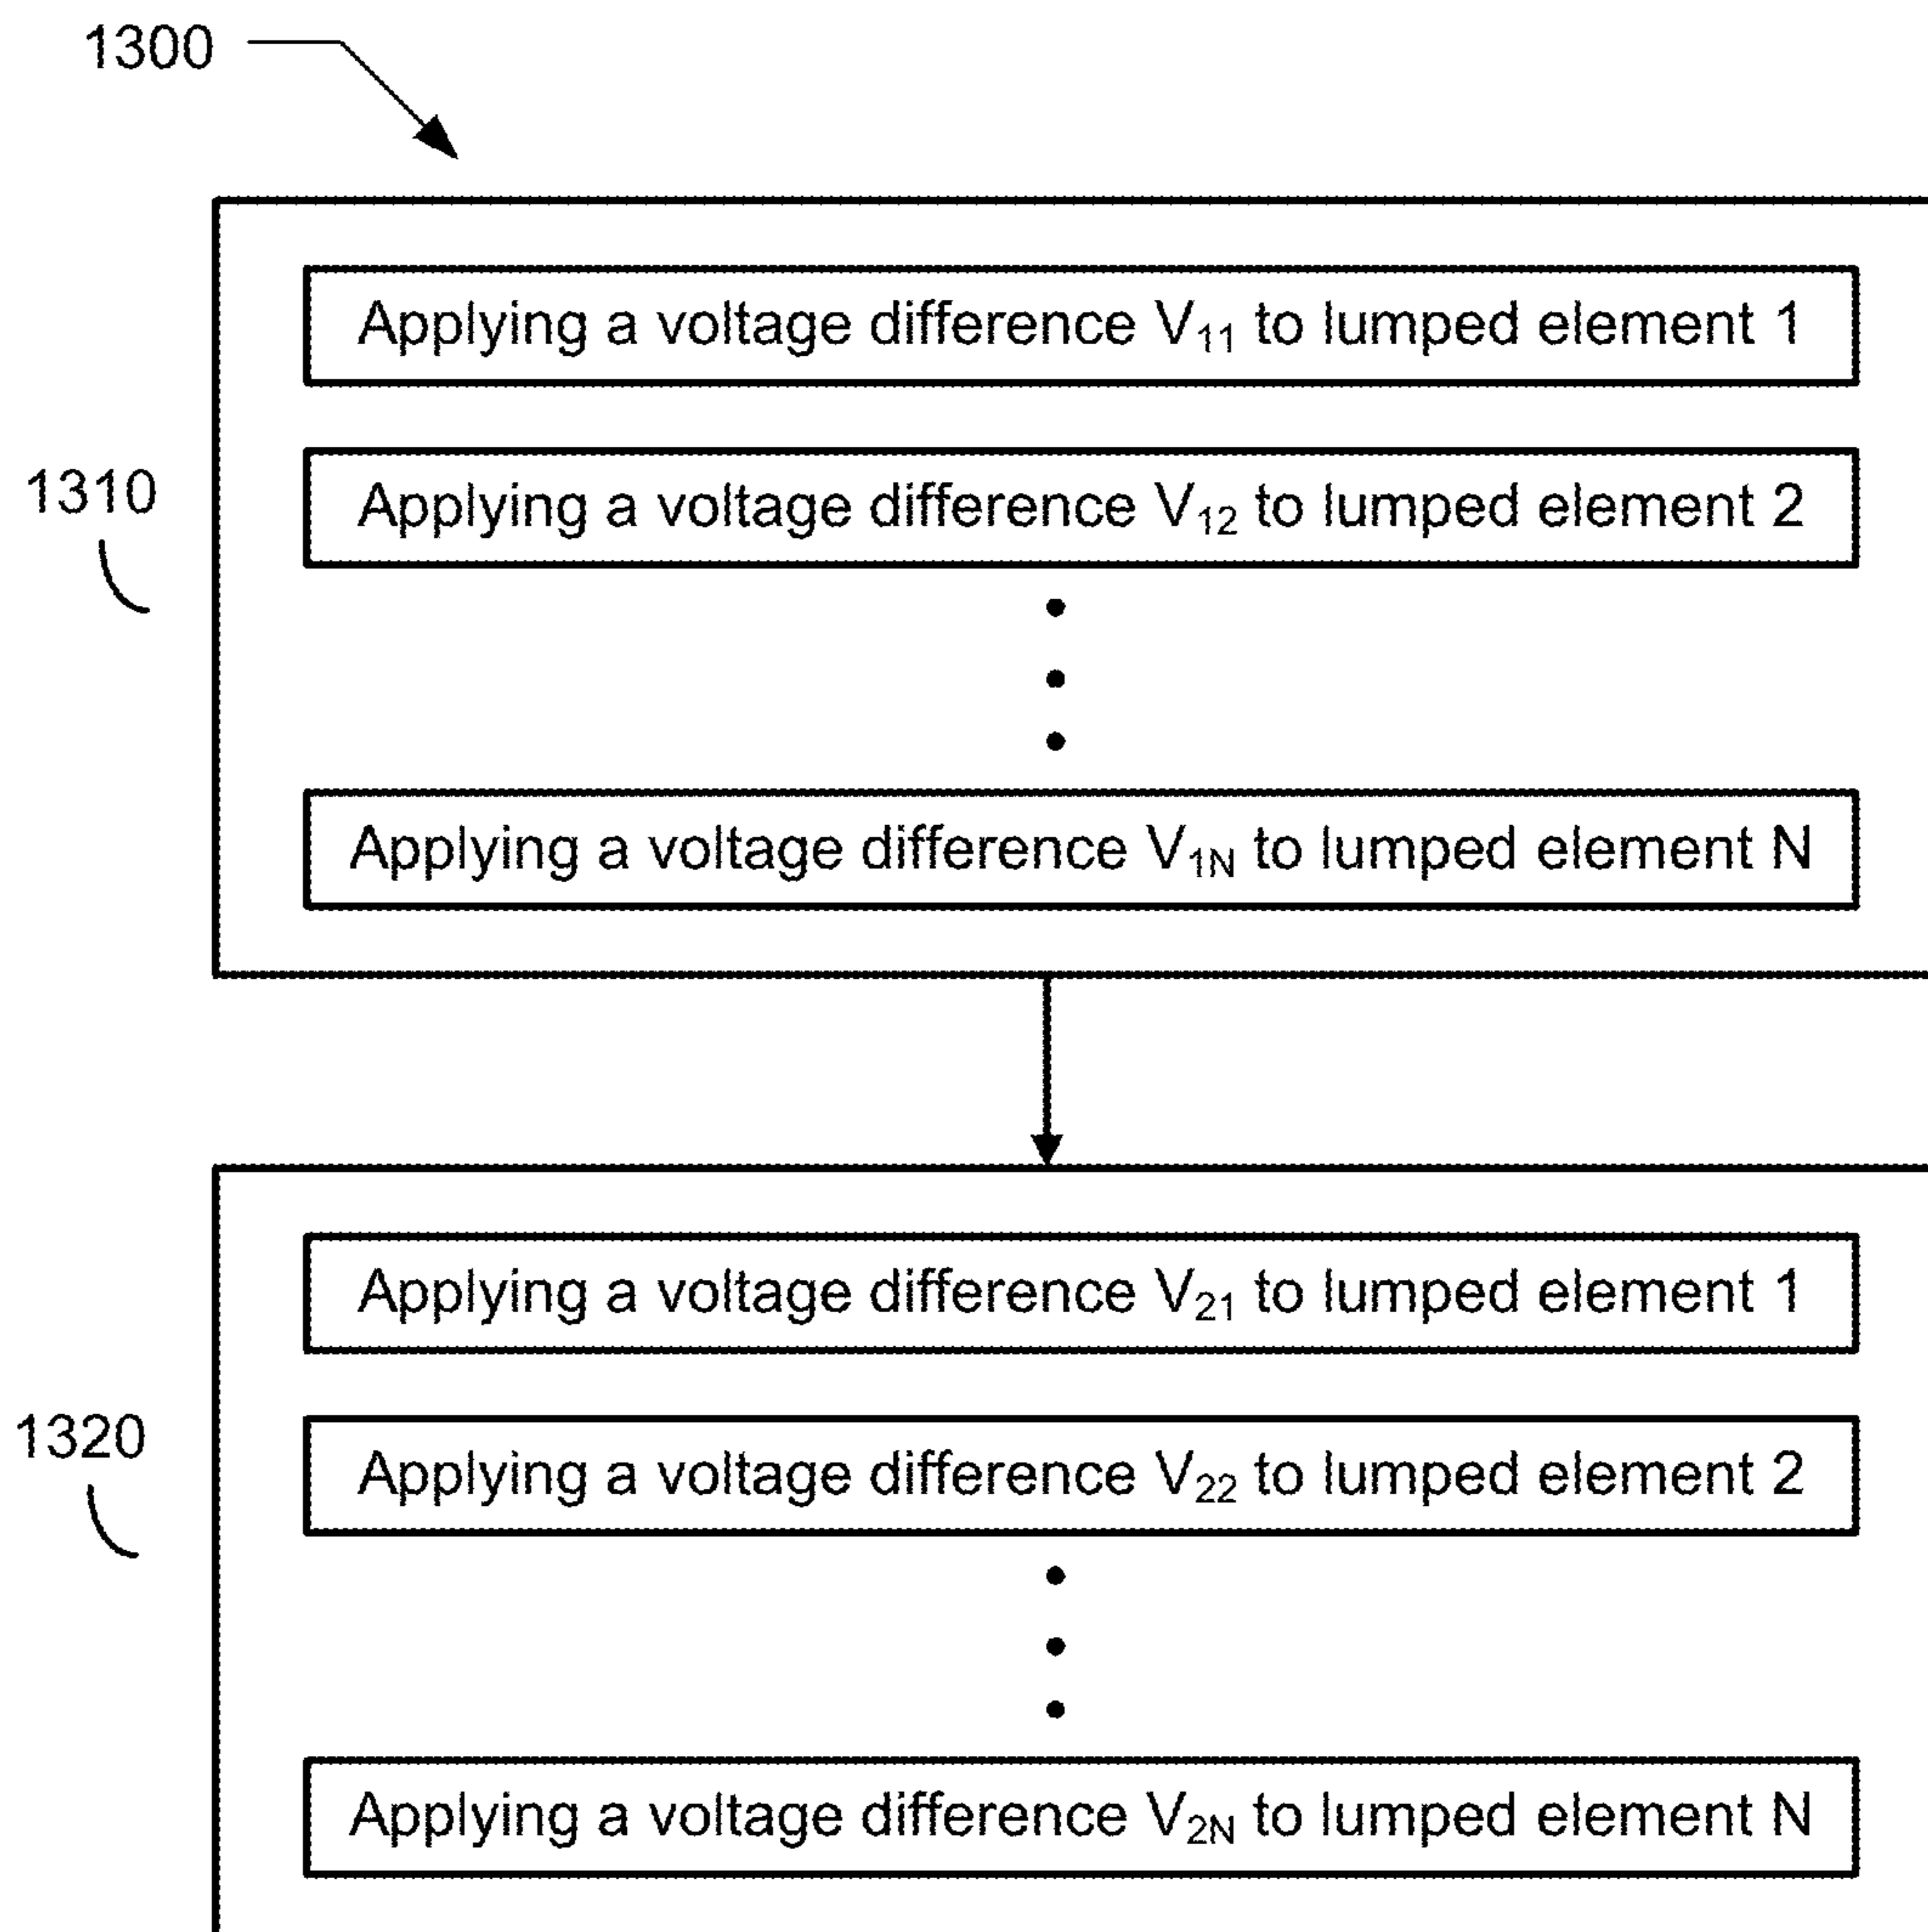 1300
Applying a voltage difference V₁₁ to lumped element 1
1310
Applying a voltage difference V₁₂ to lumped element 2
Applying a voltage difference V₁N to lumped element N
Applying a voltage difference V₂₁ to lumped element 1
1320
Applying a voltage difference V₂₂ to lumped element 2
Applying a voltage difference V₂N to lumped element N